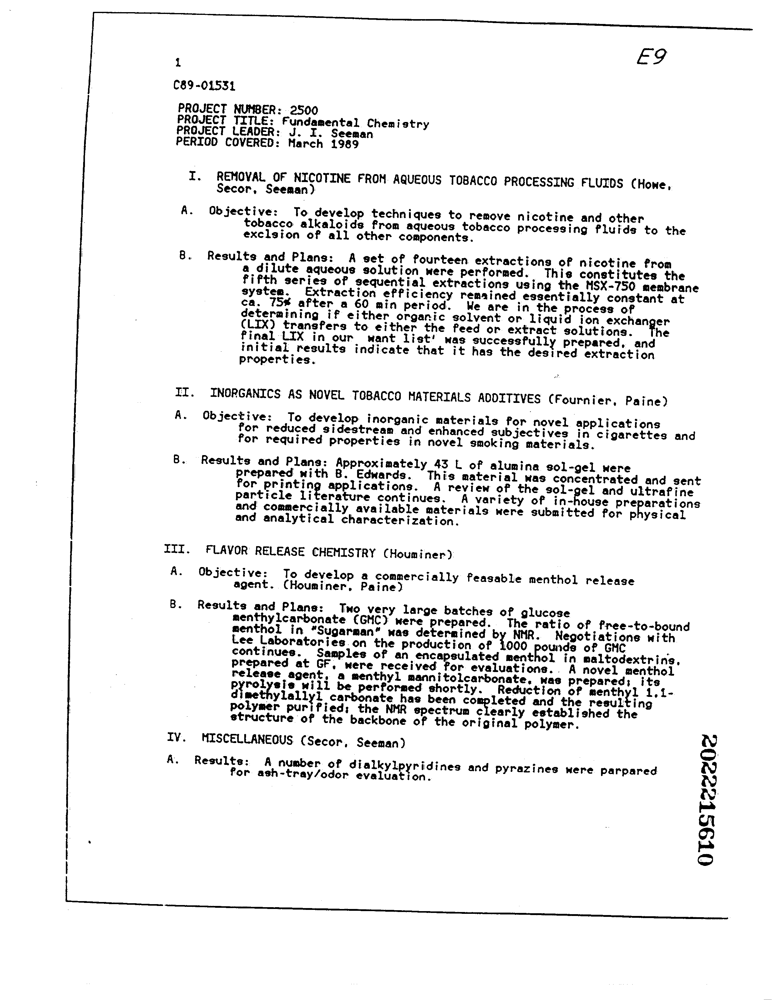 E9
1
C89-01531
PROJECT NUMBER: 2500
PROJECT TITLE: Fundamental Chemistry
PROJECT LEADER: J. I. Seeman
PERIOD COVERED: March 1989
I. REMOVAL OF NICOTINE FROM AQUEOUS TOBACCO PROCESSING FLUIDS (Howe,
Secor, Seeman)
A. Objective: To develop techniques to remove nicotine and other
tobacco alkaloids from aqueous tobacco processing fluids to the
exclsion of all other components.
B. Results and Plans: A set of fourteen extractions of nicotine from
a dilute aqueous solution were performed. This constitutes the
fifth series of sequential extractions using the MSX-750 membrane
system. Extraction efficiency remained essentially constant at
ca. 75% after a 60 min period. We are in the process of
determining if either organic solvent or liquid ion exchanger
(LIX) transfers to either the feed or extract solutions. The
final LIX in our want list' was successfully prepared, and
initial results indicate that it has the desired extraction
properties.
II. INORGANICS AS NOVEL TOBACCO MATERIALS ADDITIVES (Fournier, Paine)
A. Objective: To develop inorganic materials for novel applications
for reduced sidestream and enhanced subjectives in cigarettes and
for required properties in novel smoking materials.
B. Results and Plans: Approximately 43 L of alumina sol-gel were
prepared with B. Edwards. This material was concentrated and sent
for printing applications. A review of the sol-gel and ultrafine
particle literature continues. A variety of in-house preparations
and commercially available materials were submitted for physical
and analytical characterization.
III. FLAVOR RELEASE CHEMISTRY (Houminer)
A. Objective: To develop a commercially feasable menthol release
agent. (Houminer, Paine)
B. Results and Plans: Two very large batches of glucose
menthylcarbonate (GMC) were prepared. The ratio of free-to-bound
menthol in "Sugarman" was determined by NMR. Negotiations with
Lee Laboratories on the production of 1000 pounds of GMC
continues. Samples of an encapsulated menthol in maltodextrins,
prepared at GF, were received for evaluations. A novel menthol
release agent, a menthyl mannitolcarbonate, was prepared; its
pyrolysis will be performed shortly. Reduction of menthyl 1,1-
dimethylallyl carbonate has been completed and the resulting
polymer purified; the NMR spectrum clearly established the
structure of the backbone of the original polymer.
IV. MISCELLANEOUS (Secor, Seeman)
A. Results: A number of dialkylpyridines and pyrazines were parpared
for ash-tray/odor evaluation.
2022215610